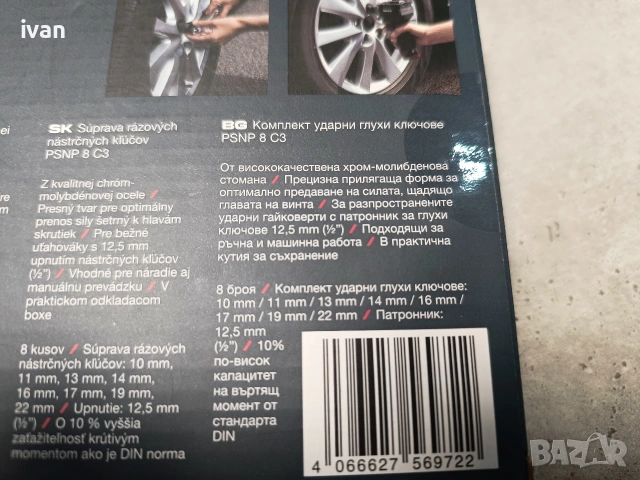 ivan
ei
SK Súprava rázových
nástrčných kľúčov
PSNP 8 C3
Z kvalitnej chróm-
molybdénovej ocele /
Presný tvar pre optimálny
prenos sily šetrný k hlavám
skrutiek / Pre bežné
uťahováky s 12,5 mm
upnutím nástrčných kľúčov
(½”) / Vhodné pre náradie aj
manuálnu prevádzku / V
praktickom odkladacom
boxe
8 kusov / Súprava rázových
nástrčných kľúčov: 10 mm,
11 mm, 13 mm, 14 mm,
16 mm, 17 mm, 19 mm,
22 mm / Upnutie: 12,5 mm
(½”) / O 10 % vyššia
zaťažiteľnosť krútivým
momentom ako je DIN norma
BG Комплект ударни глухи ключове
PSNP 8 C3
От висококачествена хром-молибденова
стомана / Прецизна прилягаща форма за
оптимално предаване на силата, щадящо
главата на винта / За разпространените
ударни гайковерти с патронник за глухи
ключове 12,5 mm (½”) / Подходящи за
ръчна и машинна работа / В практична
кутия за съхранение
8 броя / Комплект ударни глухи ключове:
10 mm / 11 mm / 13 mm / 14 mm / 16 mm /
17 mm / 19 mm / 22 mm / Патронник:
12,5 mm
(½”) / 10%
по-висок
капацитет
на въртящ
момент от
стандарта
DIN
4 066627 569722
BAZAR